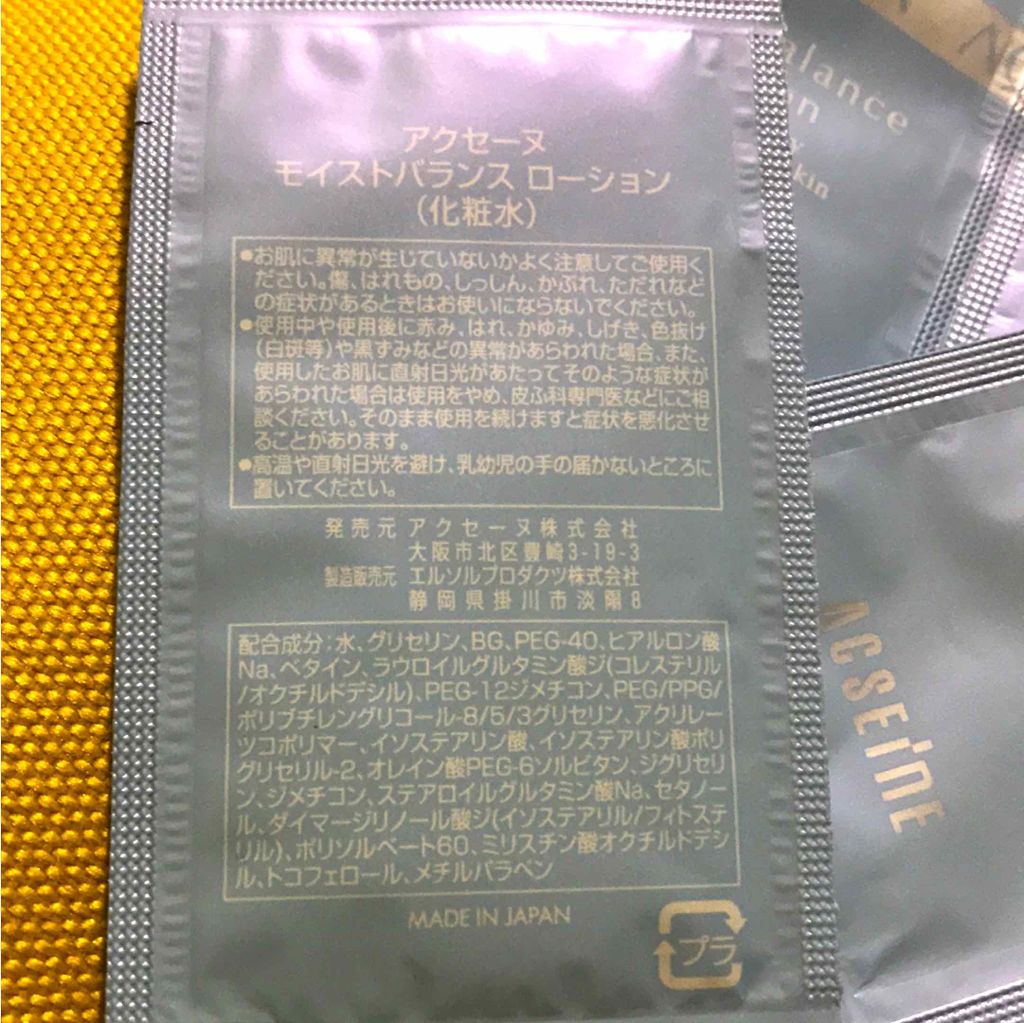 アクセーヌ
モイストバランス ローション
(化粧水)
●お肌に異常が生じていないかよく注意してご使用く
ださい。傷、はれもの、しっしん、かぶれ、ただれなど
の症状があるときはお使いにならないでください。
●使用中や使用後に赤み、はれ、かゆみ、しげき、色抜け
(白斑等)や黒ずみなどの異常があらわれた場合、また、
使用したお肌に直射日光があたってそのような症状が
あらわれた場合は使用をやめ、皮ふ科専門医などにご相
談ください。そのまま使用を続けますと症状を悪化させ
ることがあります。
●高温や直射日光を避け、乳幼児の手の届かないところに
置いてください。
発売元 アクセーヌ株式会社
大阪市北区豊崎3-19-3
製造販売元 エルソルプロダクツ株式会社
静岡県掛川市淡陽8
配合成分:水、グリセリン、BG、PEG-40、ヒアルロン酸
Na、ベタイン、ラウロイルグルタミン酸ジ(コレステリル
/オクチルドデシル)、PEG-12ジメチコン、PEG/PPG/
ポリブチレングリコール-8/5/3グリセリン、アクリレー
ツコポリマー、イソステアリン酸、イソステアリン酸ポリ
グリセリル-2、オレイン酸PEG-6ソルビタン、ジグリセリ
ン、ジメチコン、ステアロイルグルタミン酸Na、セタノー
ル、ダイマージリノール酸ジ(イソステアリル/フィトステ
リル)、ポリソルベート60、ミリスチン酸オクチルドデシ
ル、トコフェロール、メチルパラベン
MADE IN JAPAN
プラ
alance
kin
ACSEINE